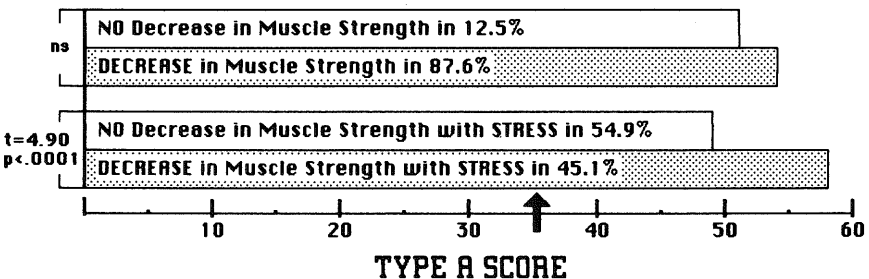 NO Decrease in Muscle Strength in 12.5%
ns
DECREASE in Muscle Strength in 87.6%
NO Decrease in Muscle Strength with STRESS in 54.9%
t=4.90
p<.0001
DECREASE in Muscle Strength with STRESS in 45.1%
10 20 30 40 50 60
TYPE A SCORE